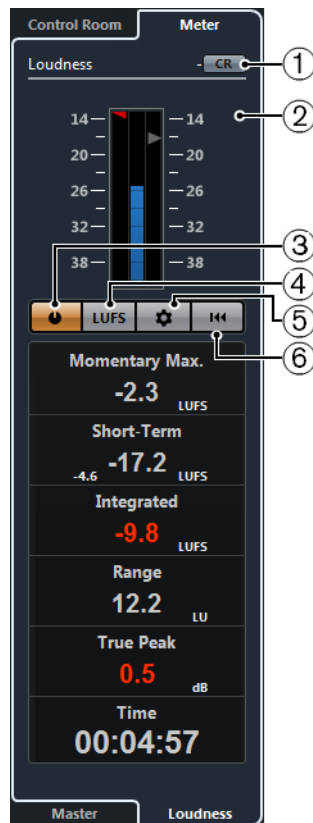 Control Room Meter
Loudness - CR 1
14 14 2
20 20
26 26
32 32
38 38 3
4
LUFS 5
6
Momentary Max.
-2.3 LUFS
Short-Term
-4.6 -17.2 LUFS
Integrated
-9.8 LUFS
Range
12.2 LU
True Peak
0.5 dB
Time
00:04:57
Master Loudness